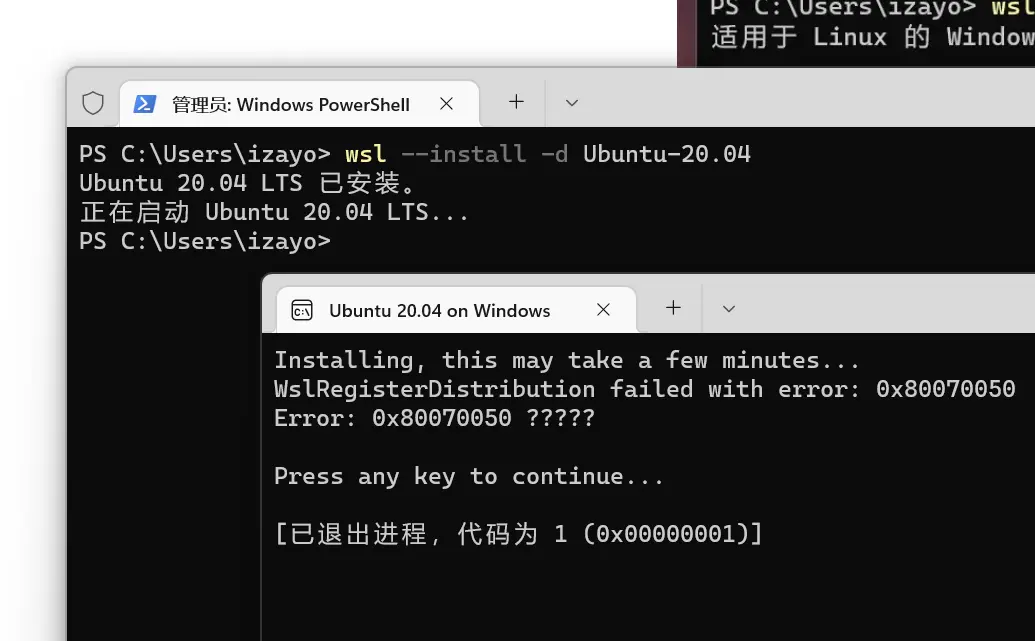 PS C:\Users\izayo> wsl
适用于 Linux 的 Window
管理员: Windows PowerShell
PS C:\Users\izayo> wsl --install -d Ubuntu-20.04
Ubuntu 20.04 LTS 已安装。
正在启动 Ubuntu 20.04 LTS...
PS C:\Users\izayo>
Ubuntu 20.04 on Windows
Installing, this may take a few minutes...
WslRegisterDistribution failed with error: 0x80070050
Error: 0x80070050 ?????
Press any key to continue...
[已退出进程，代码为 1 (0x00000001)]